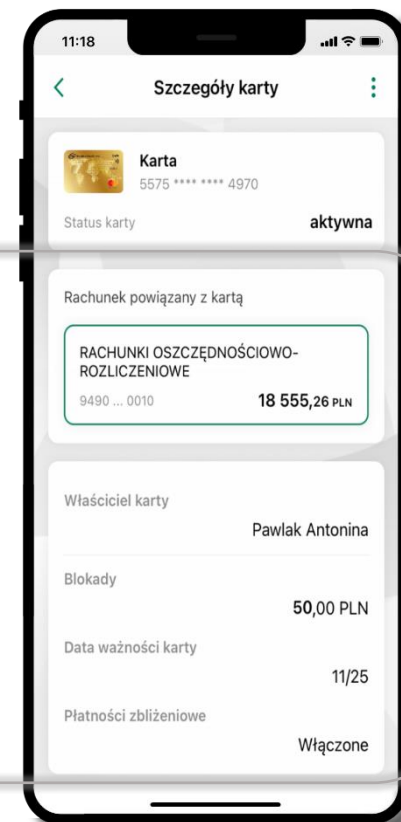 11:18
Szczegóły karty
Karta
5575 **** **** 4970
Status karty aktywna
Rachunek powiązany z kartą
RACHUNKI OSZCZĘDNOŚCIOWO-
ROZLICZENIOWE
9490 ... 0010 18 555,26 PLN
Właściciel karty
Pawlak Antonina
Blokady
50,00 PLN
Data ważności karty
11/25
Płatności zbliżeniowe
Włączone